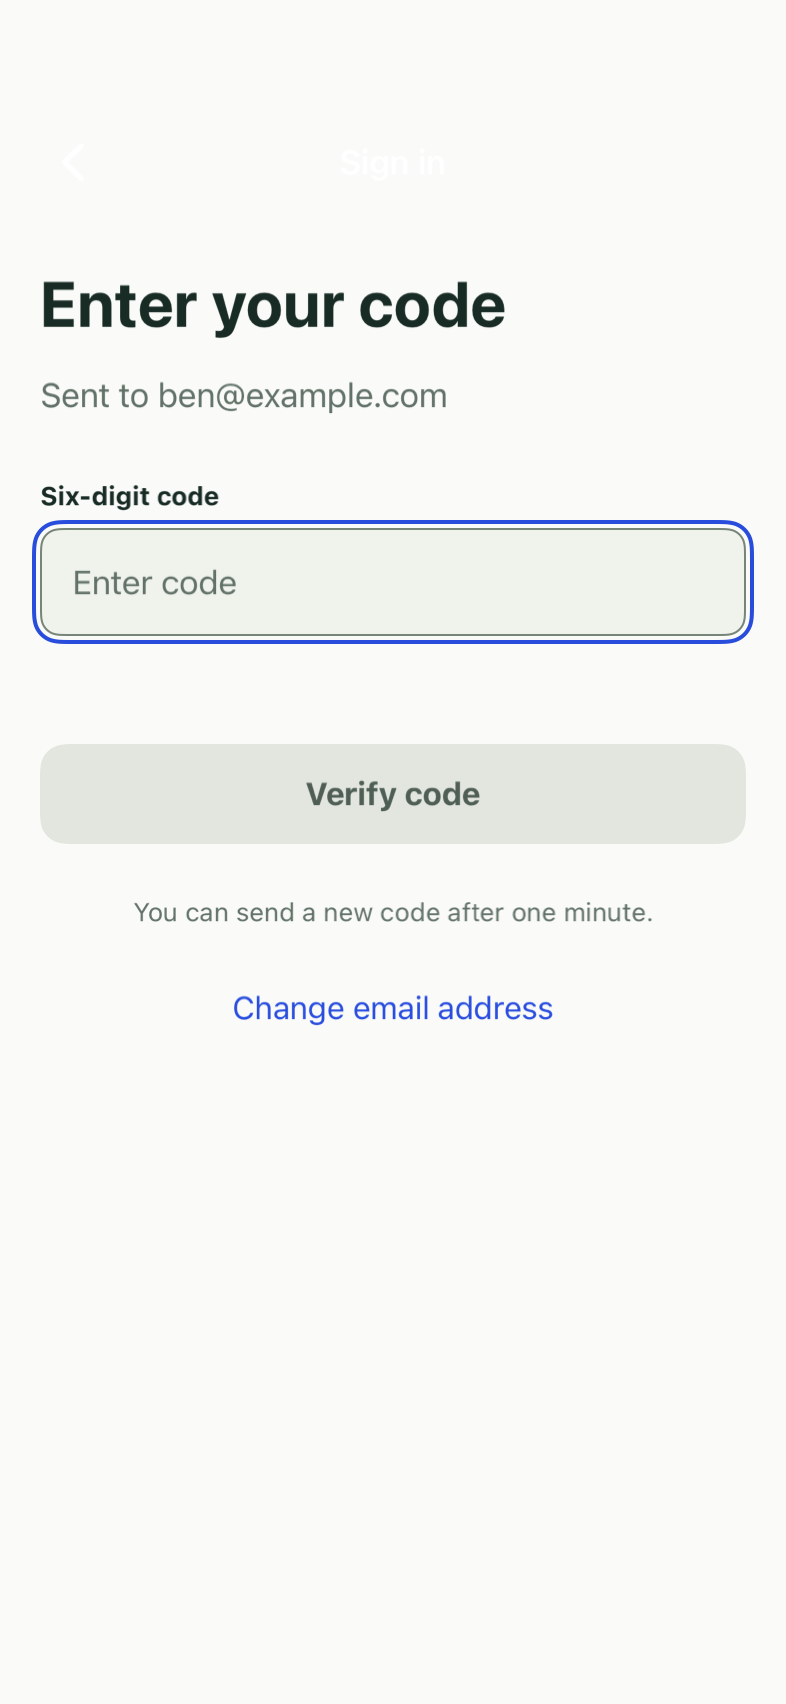 Sign in
Enter your code
Sent to ben@example.com
Six-digit code
Enter code
Verify code
You can send a new code after one minute.
Change email address